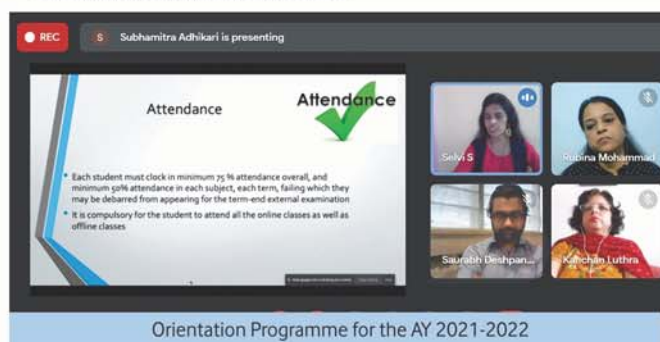 REC
S Subhamitra Adhikari is presenting
Attendance
Attendance
Each student must clock in minimum 75 % attendance overall, and
minimum 50% attendance in each subject, each term, failing which they
may be debarred from appearing for the term-end external examination
It is compulsory for the student to attend all the online classes as well as
offline classes
Selvi S
Rubina Mohammad
Saurabh Deshpan...
Kanchan Luthra
Orientation Programme for the AY 2021-2022